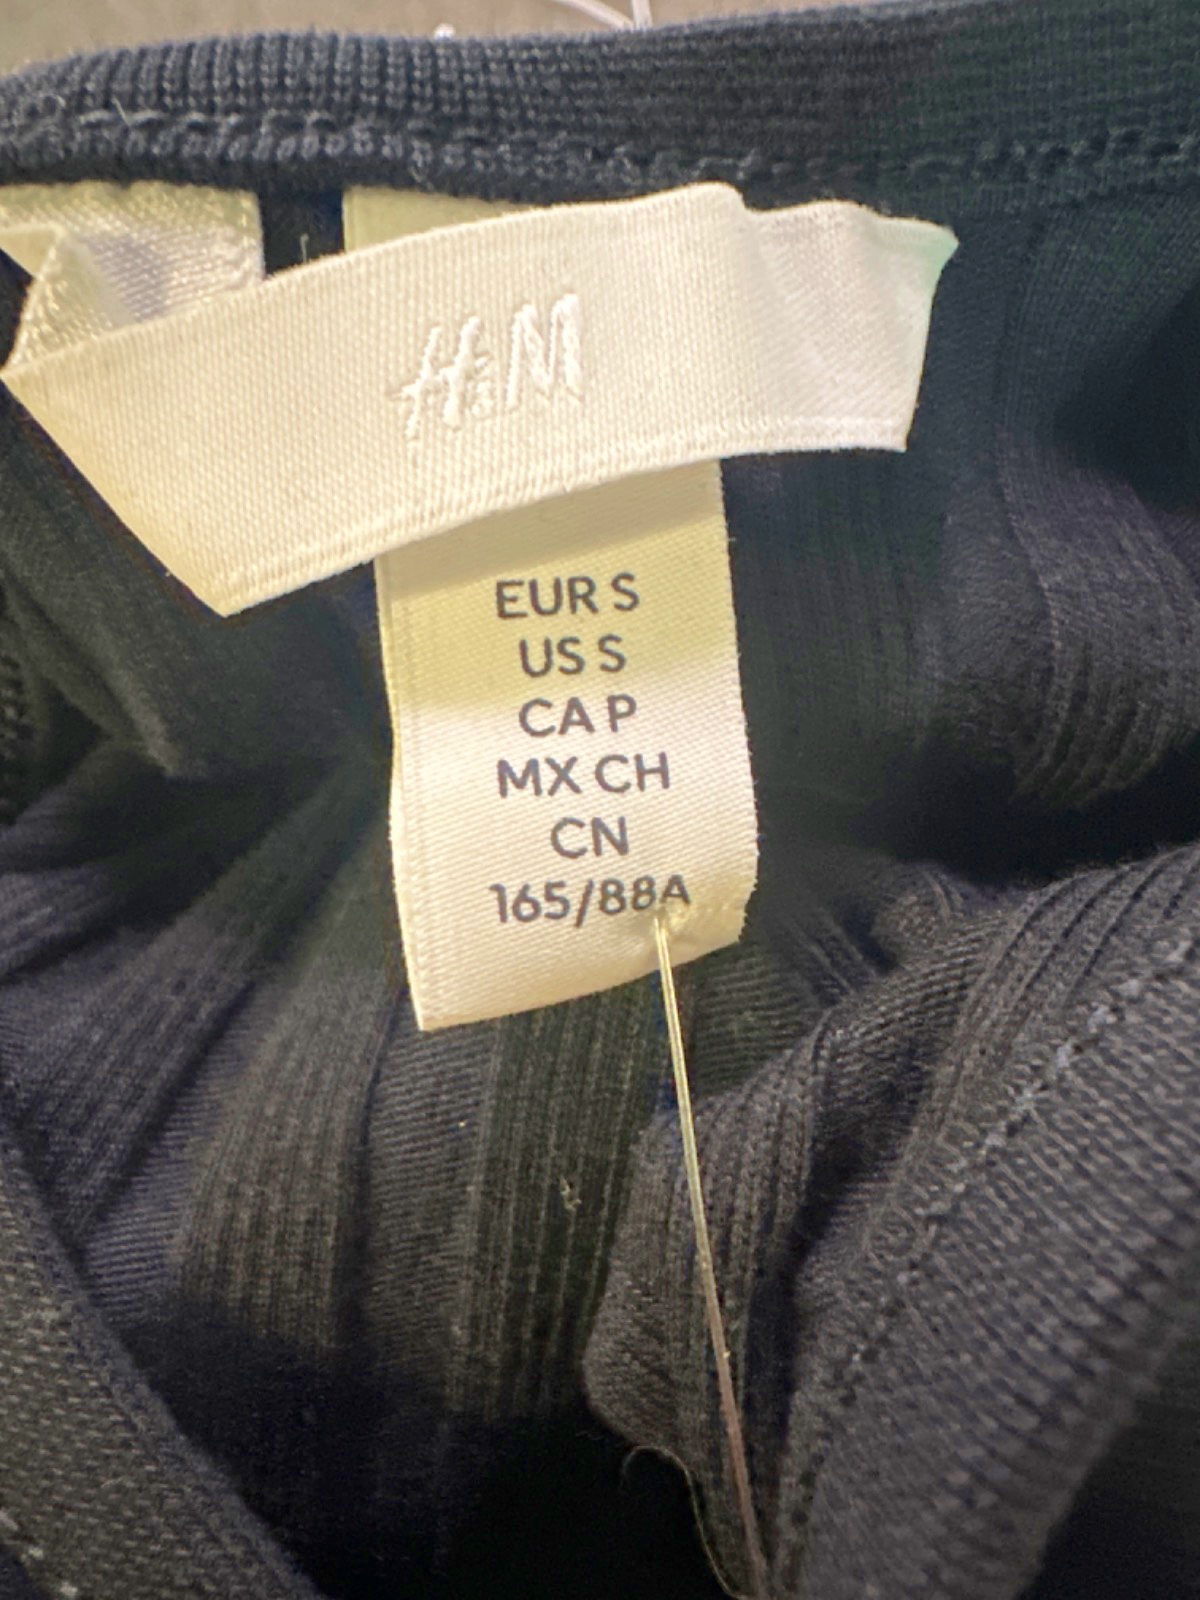 H&M
EUR S
US S
CA P
MX CH
CN
165/88A